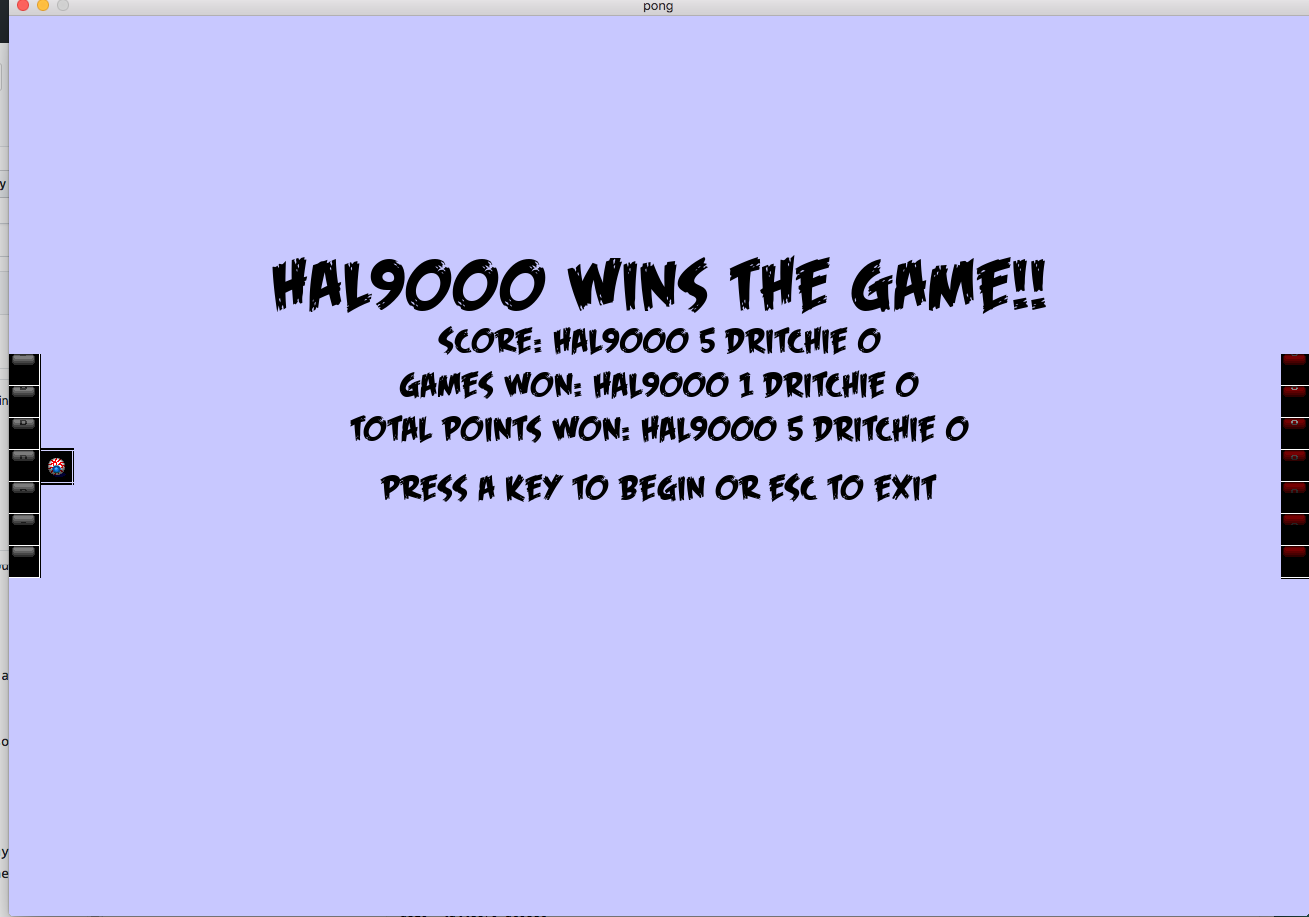 pong
HAL9000 WINS THE GAME!!
SCORE: HAL9000 5 DRITCHIE 0
GAMES WON: HAL9000 1 DRITCHIE 0
TOTAL POINTS WON: HAL9000 5 DRITCHIE 0
PRESS A KEY TO BEGIN OR ESC TO EXIT